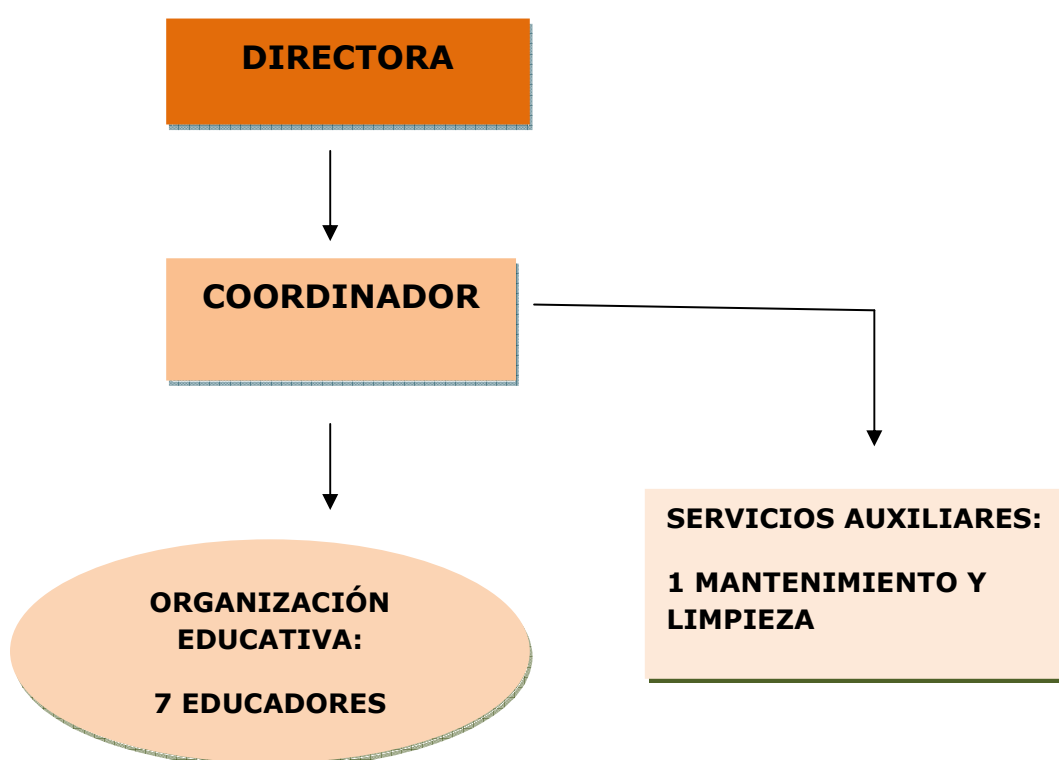 DIRECTORA
COORDINADOR
ORGANIZACIÓN
EDUCATIVA:
7 EDUCADORES
SERVICIOS AUXILIARES:
1 MANTENIMIENTO Y
LIMPIEZA